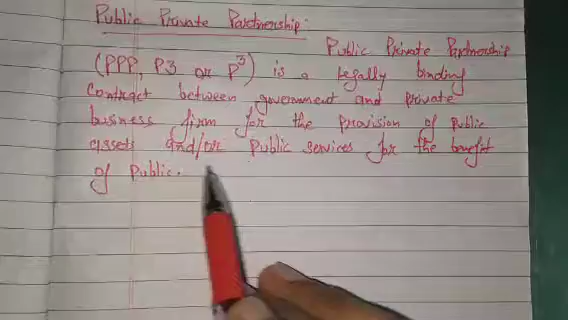 Public Private Partnership:
Public Private Partnership
(PPP, P3 or P³) is a legally binding
Contract between government and private
business firm for the provision of public
assets and/or public services for the benefit
of public.